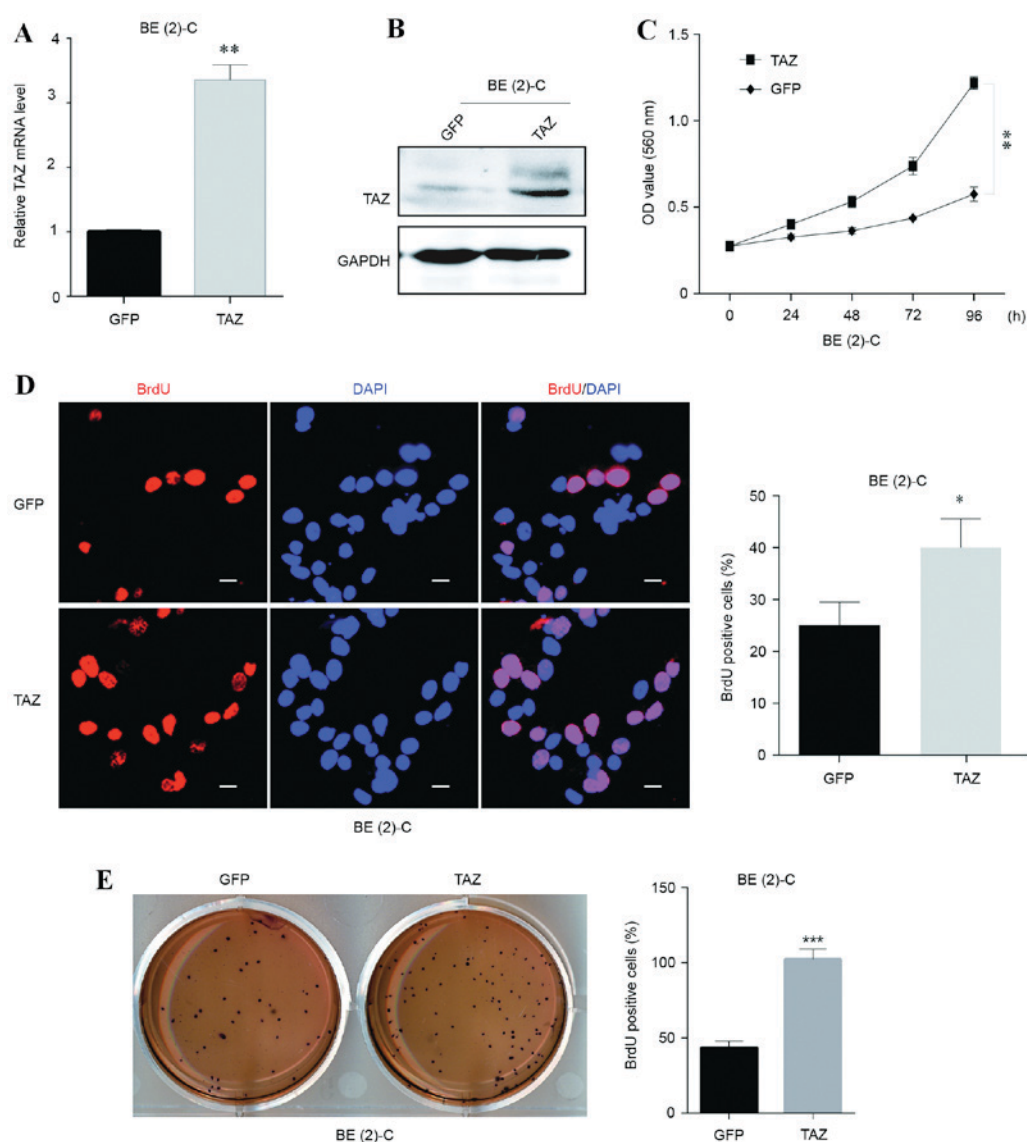 A
BE (2)-C
**
Relative TAZ mRNA level
4
3
2
1
0
GFP
TAZ
B
BE (2)-C
GFP
TAZ
TAZ
GAPDH
C
TAZ
GFP
OD value (560 nm)
1.5
1.0
0.5
0.0
**
0 24 48 72 96 (h)
BE (2)-C
D
BrdU
DAPI
BrdU/DAPI
GFP
TAZ
BE (2)-C
BE (2)-C
*
BrdU positive cells (%)
50
40
30
20
10
0
GFP
TAZ
E
GFP
TAZ
BE (2)-C
BE (2)-C
***
BrdU positive cells (%)
150
100
50
0
GFP
TAZ